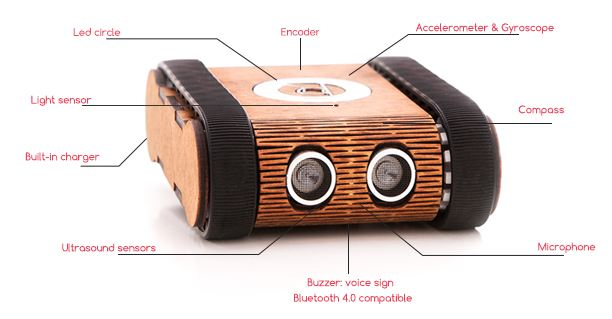 Led circle
Encoder
Accelerometer & Gyroscope
Light sensor
Compass
Built-in charger
Ultrasound sensors
Microphone
Buzzer: voice sign
Bluetooth 4.0 compatible